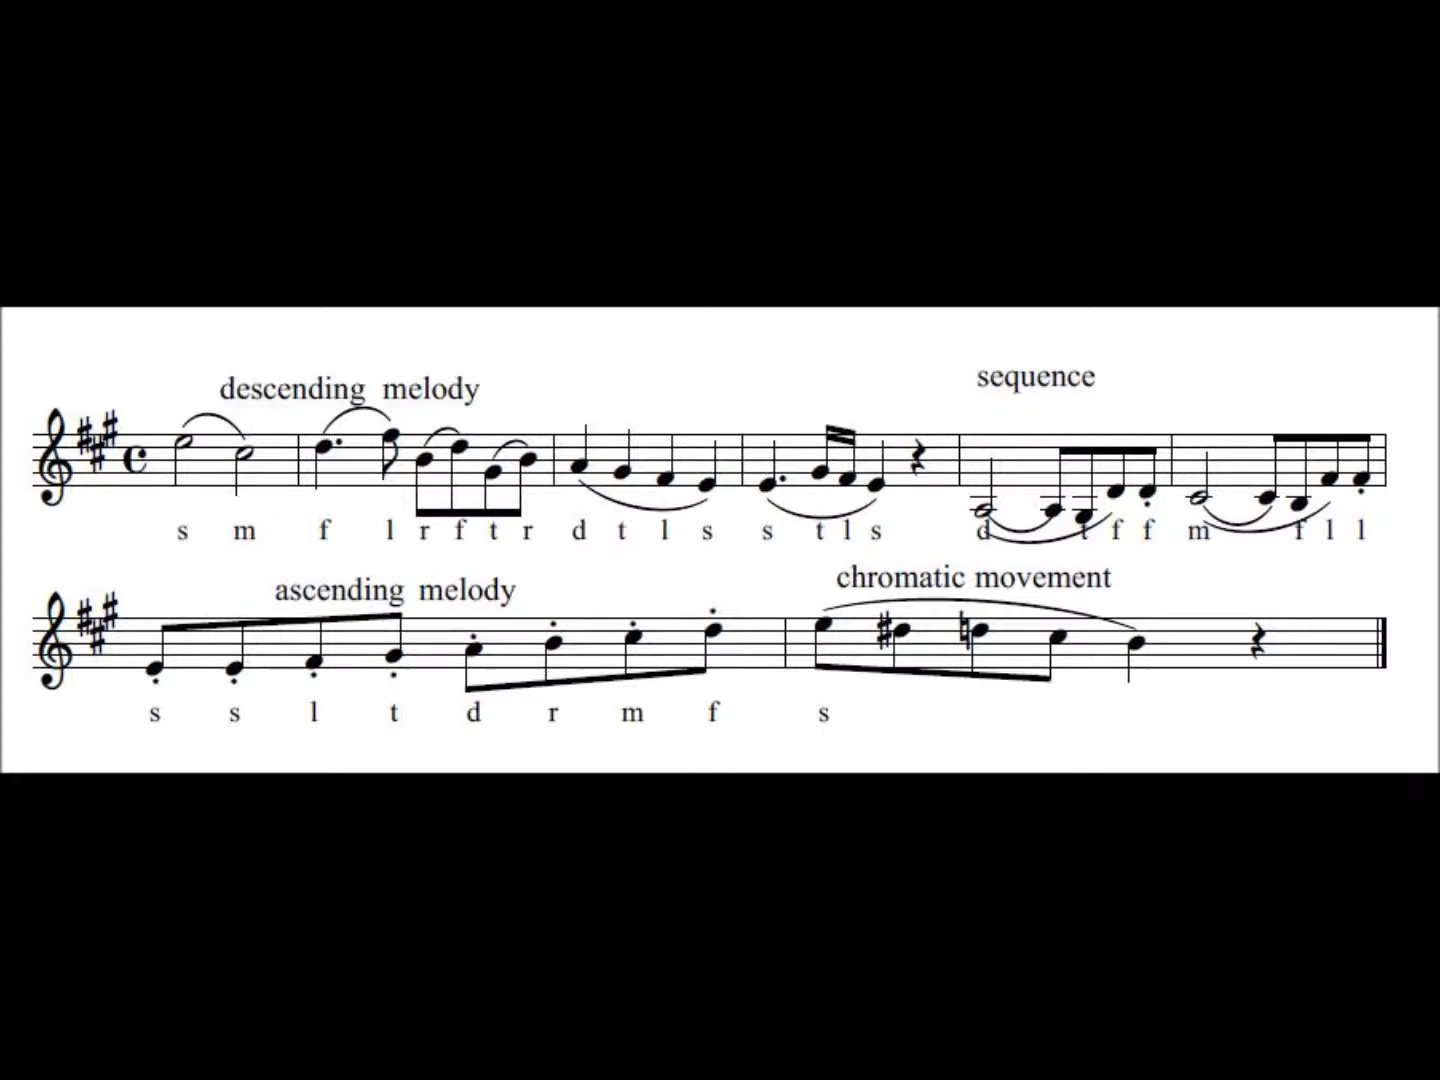 descending melody
sequence
s m f l r f t r d t l s s t l s d t f f m f l l
ascending melody
chromatic movement
s s l t d r m f s